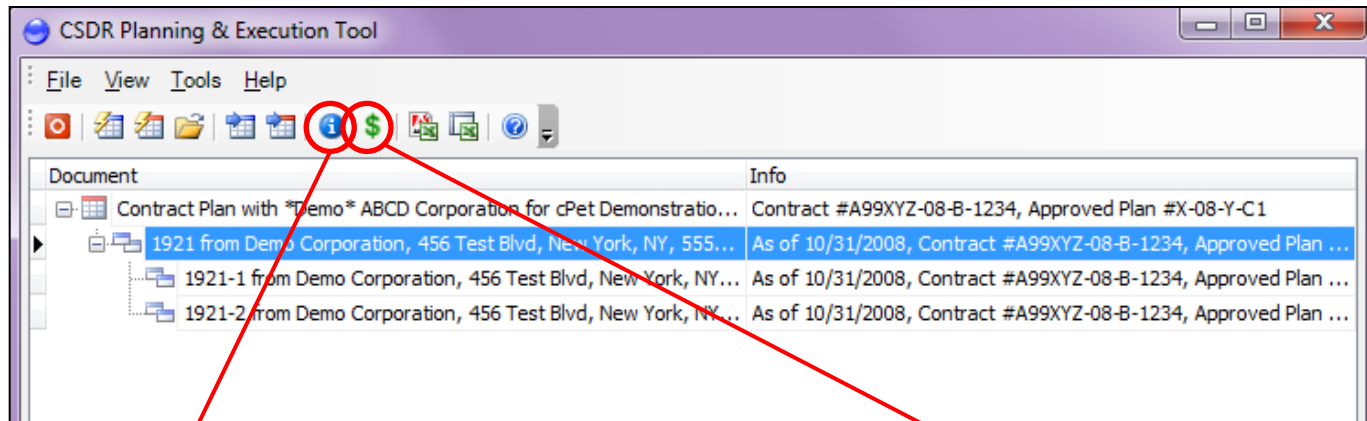 CSDR Planning & Execution Tool
File View Tools Help
Document Info
Contract Plan with *Demo* ABCD Corporation for cPet Demonstratio... Contract #A99XYZ-08-B-1234, Approved Plan #X-08-Y-C1
1921 from Demo Corporation, 456 Test Blvd, New York, NY, 555... As of 10/31/2008, Contract #A99XYZ-08-B-1234, Approved Plan ...
1921-1 from Demo Corporation, 456 Test Blvd, New York, NY... As of 10/31/2008, Contract #A99XYZ-08-B-1234, Approved Plan ...
1921-2 from Demo Corporation, 456 Test Blvd, New York, NY... As of 10/31/2008, Contract #A99XYZ-08-B-1234, Approved Plan ...